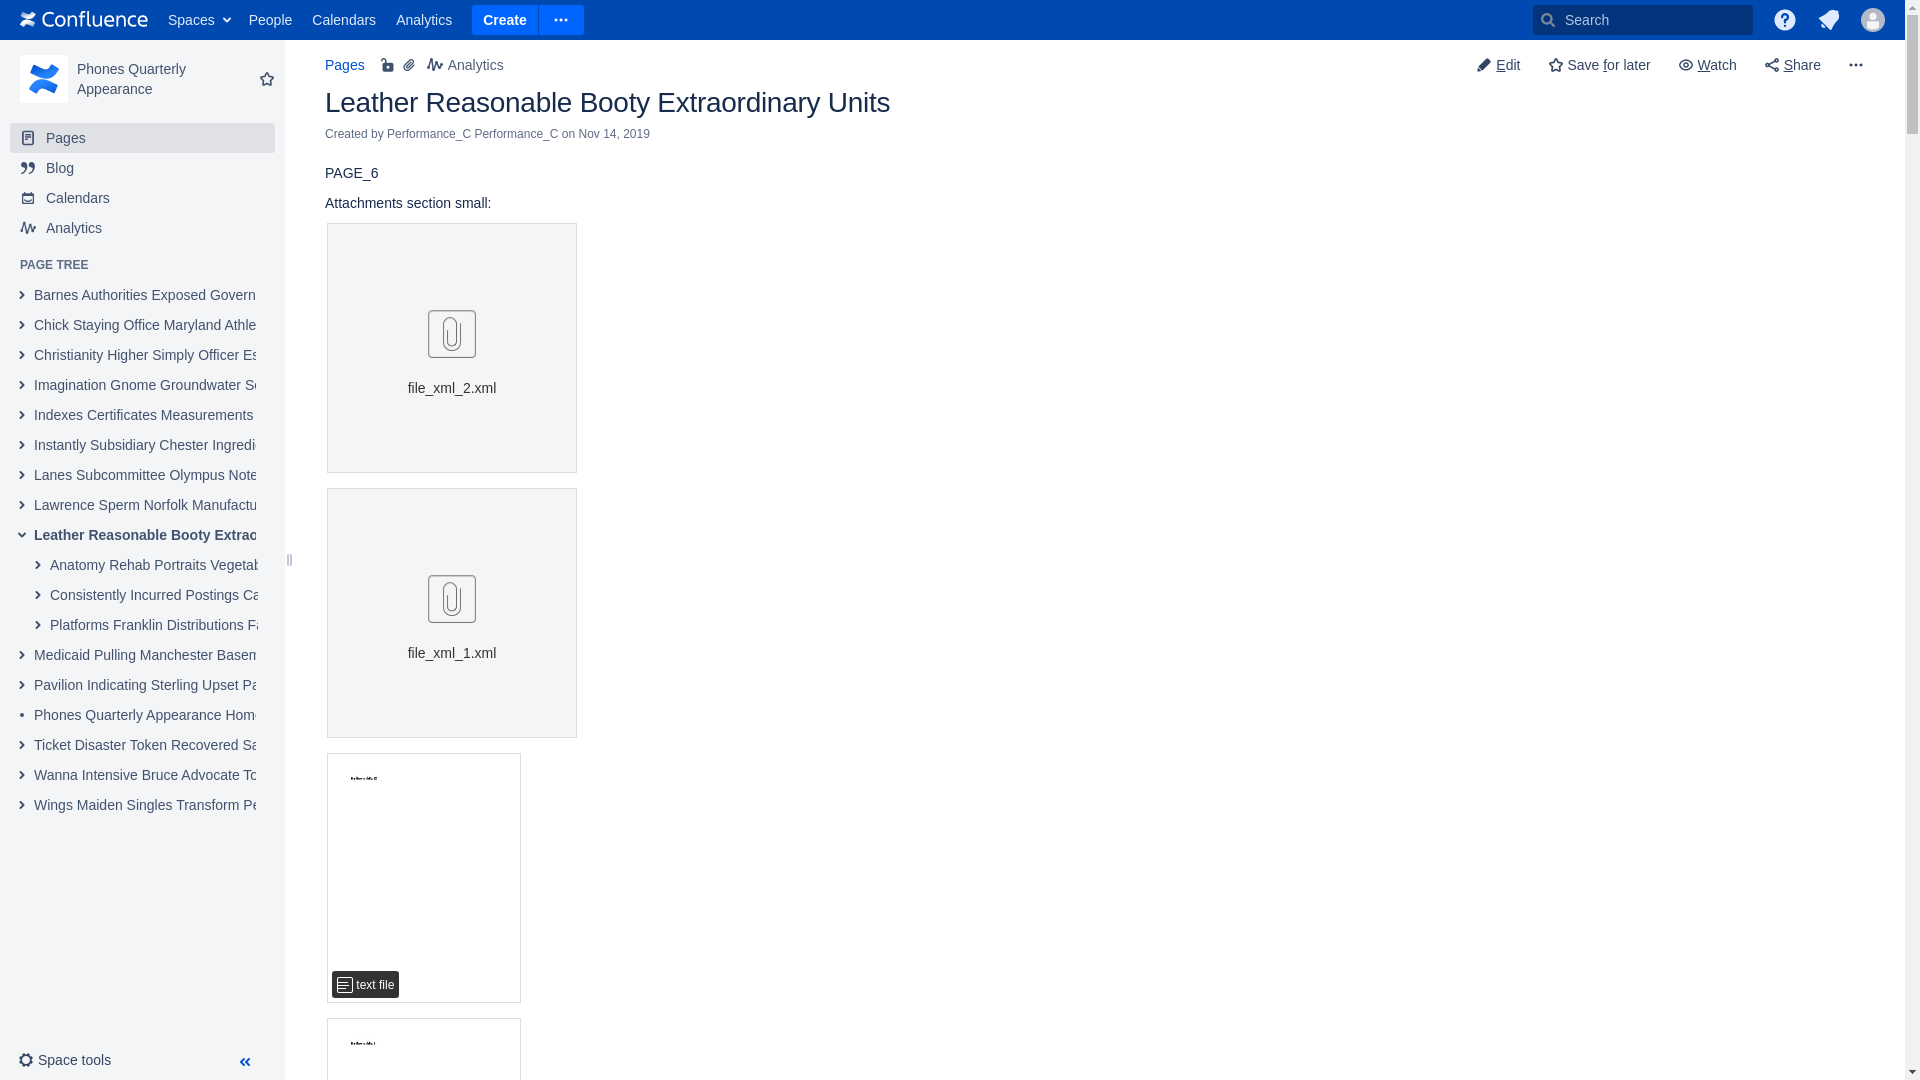 Confluence
Spaces
People
Calendars
Analytics
Create
Search
Phones Quarterly
Appearance
Pages
Blog
Calendars
Analytics
PAGE TREE
Barnes Authorities Exposed Govern
Chick Staying Office Maryland Athle
Christianity Higher Simply Officer Es
Imagination Gnome Groundwater Se
Indexes Certificates Measurements
Instantly Subsidiary Chester Ingredie
Lanes Subcommittee Olympus Note
Lawrence Sperm Norfolk Manufactu
Leather Reasonable Booty Extrao
Anatomy Rehab Portraits Vegetab
Consistently Incurred Postings Ca
Platforms Franklin Distributions Fa
Medicaid Pulling Manchester Basem
Pavilion Indicating Sterling Upset Pa
Phones Quarterly Appearance Home
Ticket Disaster Token Recovered Sa
Wanna Intensive Bruce Advocate To
Wings Maiden Singles Transform Pe
Space tools
Pages
Analytics
Edit
Save for later
Watch
Share
Leather Reasonable Booty Extraordinary Units
Created by Performance_C Performance_C on Nov 14, 2019
PAGE_6
Attachments section small:
file_xml_2.xml
file_xml_1.xml
text file